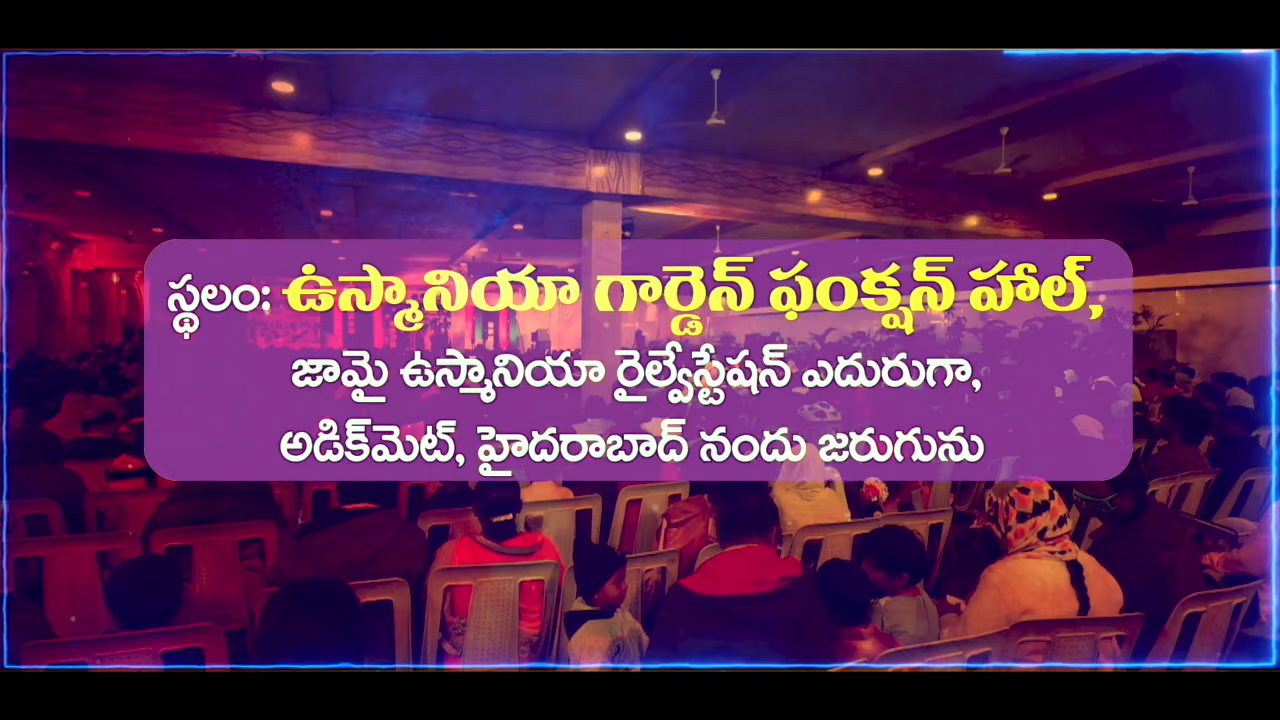 స్థలం: ఉస్మానియా గార్డెన్ ఫంక్షన్ హాల్,
జామై ఉస్మానియా రైల్వేస్టేషన్ ఎదురుగా,
అడిక్‌మెట్, హైదరాబాద్ నందు జరుగును